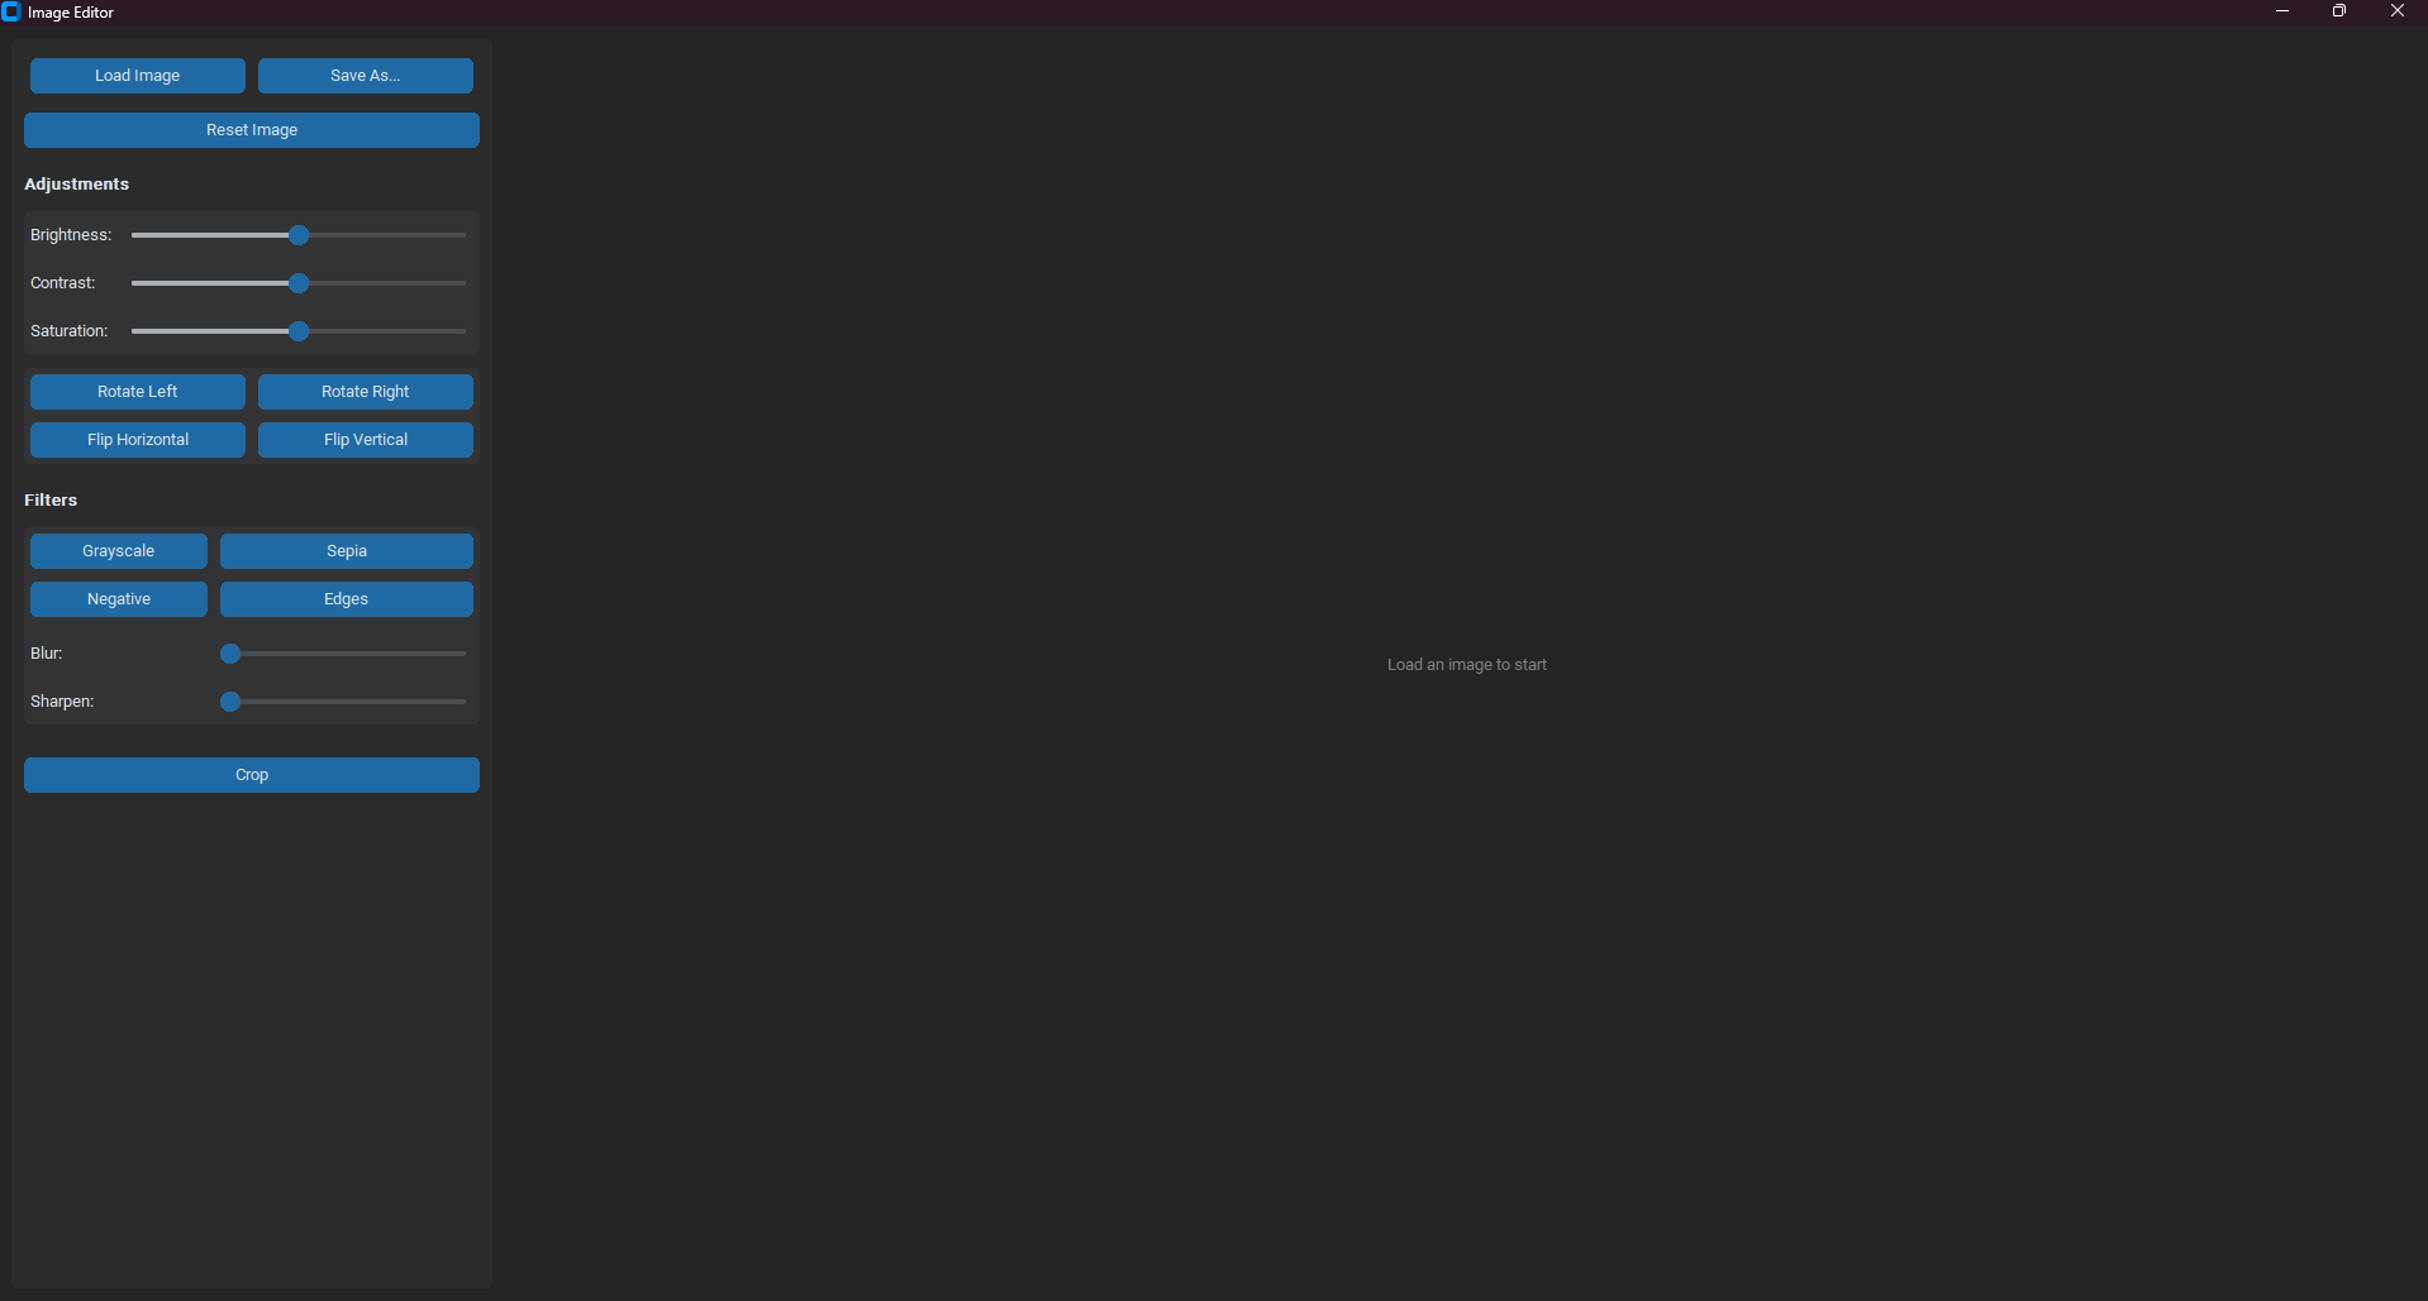 Image Editor
Load Image
Save As...
Reset Image
Adjustments
Brightness:
Contrast:
Saturation:
Rotate Left
Rotate Right
Flip Horizontal
Flip Vertical
Filters
Grayscale
Sepia
Negative
Edges
Blur:
Sharpen:
Crop
Load an image to start